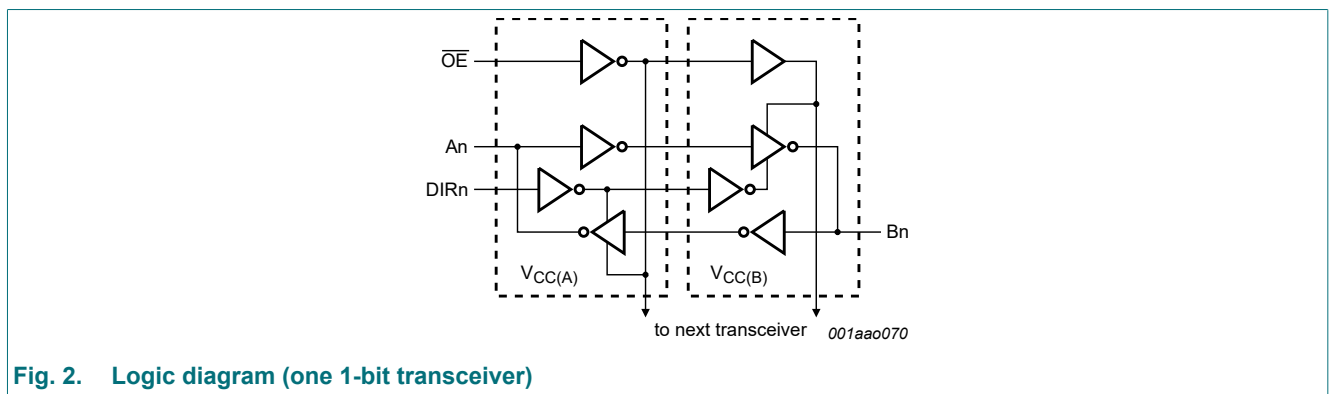 OE
An
DIRn
Bn
VCC(A)
VCC(B)
to next transceiver
001aao070
Fig. 2. Logic diagram (one 1-bit transceiver)